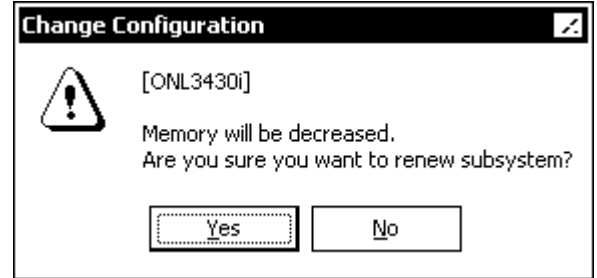 Change Configuration
[ONL3430i]
Memory will be decreased.
Are you sure you want to renew subsystem?
Yes
No